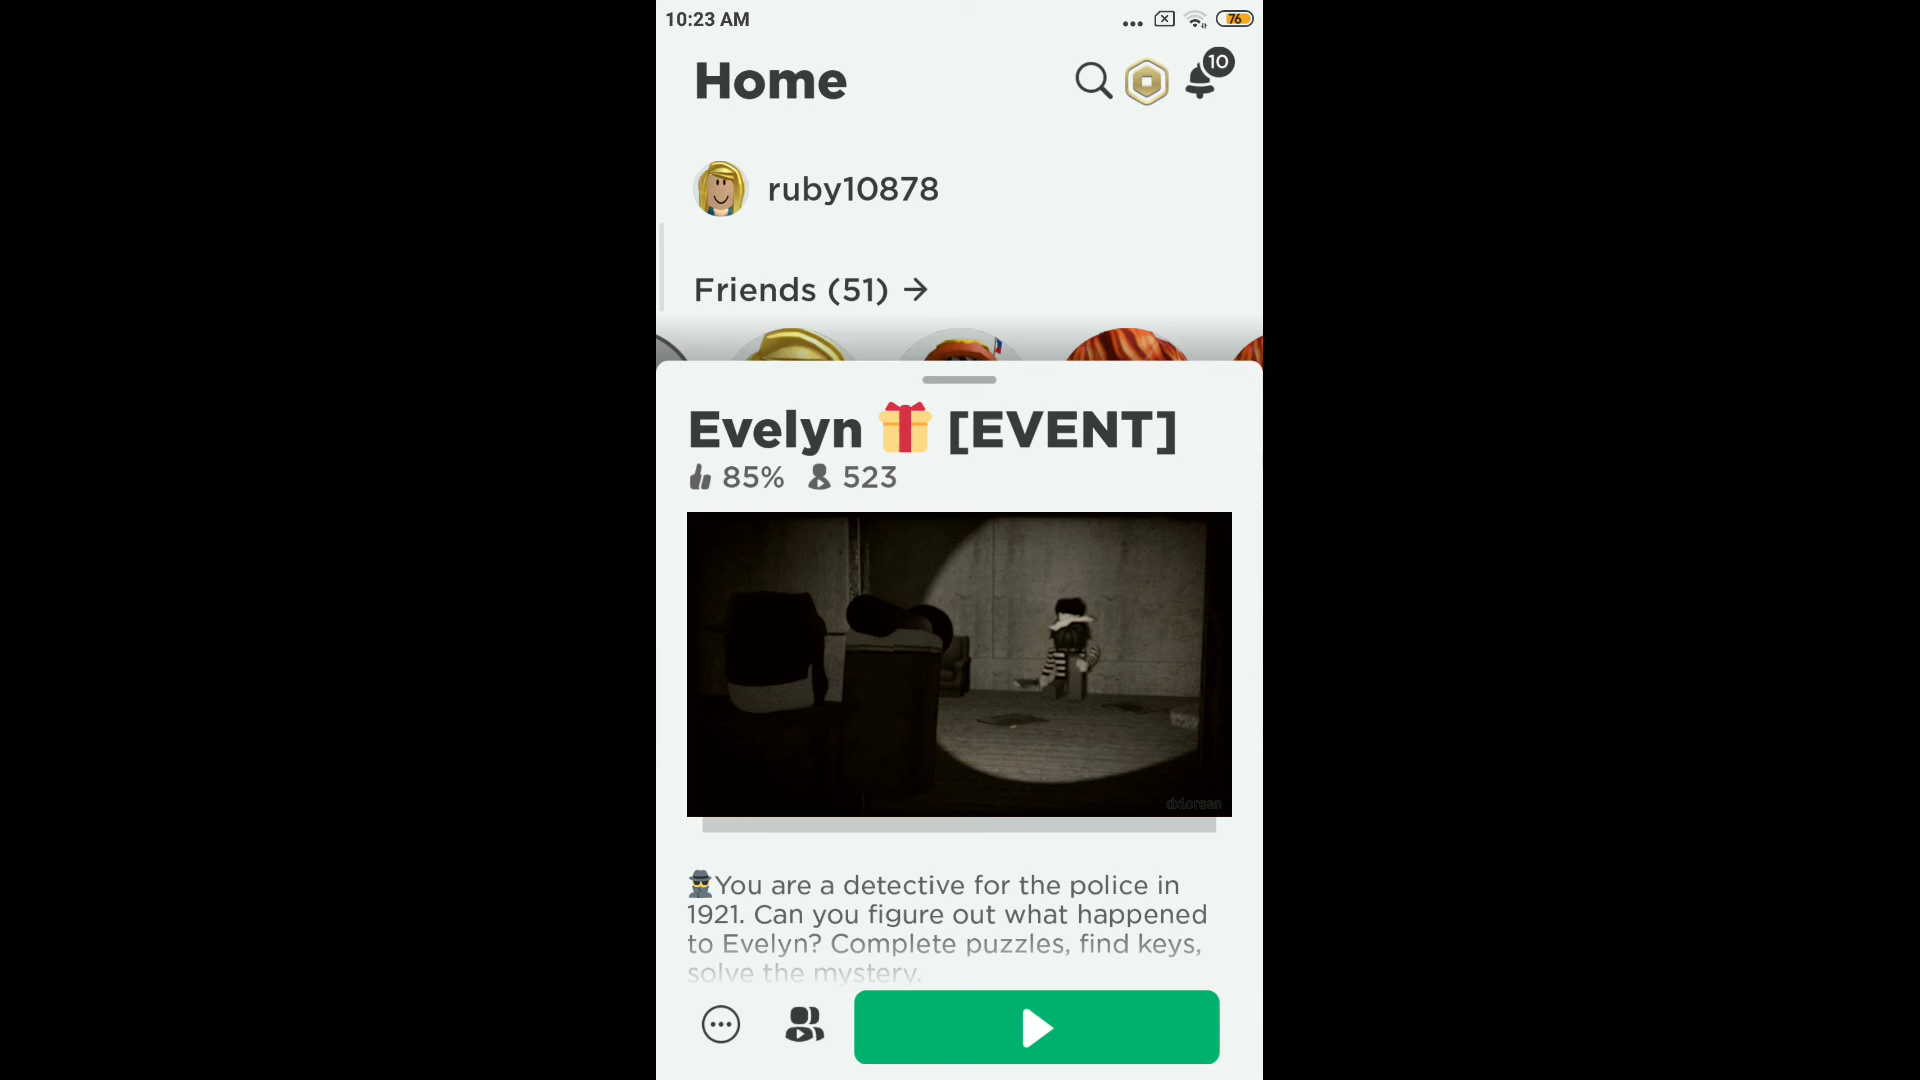 10:23 AM
76
Home
10
ruby10878
Friends (51) →
Evelyn 🎁 [EVENT]
85% 523
dxlorean
🕵You are a detective for the police in
1921. Can you figure out what happened
to Evelyn? Complete puzzles, find keys,
solve the mystery.